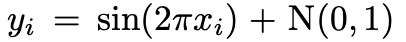 yᵢ = sin(2πxᵢ) + N(0, 1)